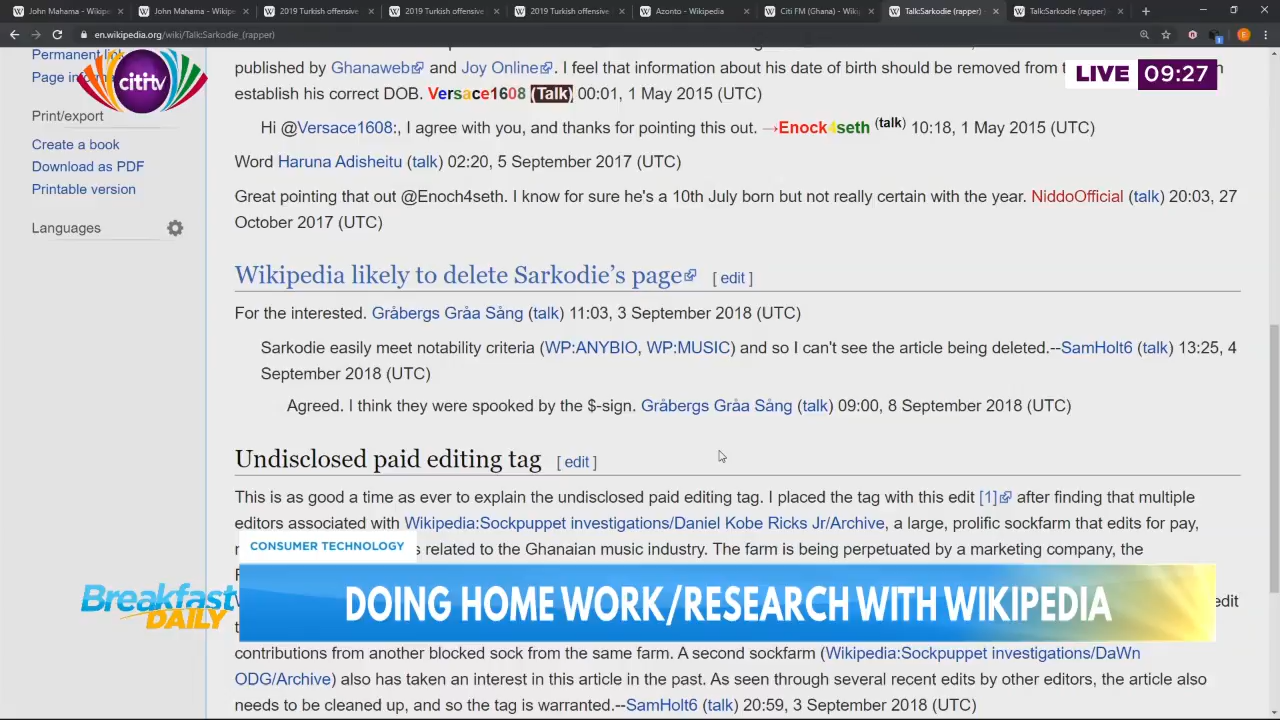 John Mahama - Wikipe
John Mahama - Wikipe
2019 Turkish offensive
2019 Turkish offensive
2019 Turkish offensive
Azonto - Wikipedia
Citi FM (Ghana) - Wiki
Talk:Sarkodie (rapper)
Talk:Sarkodie (rapper)
en.wikipedia.org/wiki/Talk:Sarkodie_(rapper)
Permanent link
Page in
Print/export
Create a book
Download as PDF
Printable version
Languages
citi tv
LIVE 09:27
published by Ghanaweb and Joy Online. I feel that information about his date of birth should be removed from
establish his correct DOB. Versace1608 (Talk) 00:01, 1 May 2015 (UTC)
Hi @Versace1608:, I agree with you, and thanks for pointing this out. →Enock4seth (talk) 10:18, 1 May 2015 (UTC)
Word Haruna Adisheitu (talk) 02:20, 5 September 2017 (UTC)
Great pointing that out @Enoch4seth. I know for sure he's a 10th July born but not really certain with the year. NiddoOfficial (talk) 20:03, 27
October 2017 (UTC)
Wikipedia likely to delete Sarkodie’s page [ edit ]
For the interested. Gråbergs Gråa Sång (talk) 11:03, 3 September 2018 (UTC)
Sarkodie easily meet notability criteria (WP:ANYBIO, WP:MUSIC) and so I can't see the article being deleted.--SamHolt6 (talk) 13:25, 4
September 2018 (UTC)
Agreed. I think they were spooked by the $-sign. Gråbergs Gråa Sång (talk) 09:00, 8 September 2018 (UTC)
Undisclosed paid editing tag [ edit ]
This is as good a time as ever to explain the undisclosed paid editing tag. I placed the tag with this edit [1] after finding that multiple
editors associated with Wikipedia:Sockpuppet investigations/Daniel Kobe Ricks Jr/Archive, a large, prolific sockfarm that edits for pay,
s related to the Ghanaian music industry. The farm is being perpetuated by a marketing company, the
CONSUMER TECHNOLOGY
Breakfast DAILY
DOING HOME WORK/RESEARCH WITH WIKIPEDIA
edit
contributions from another blocked sock from the same farm. A second sockfarm (Wikipedia:Sockpuppet investigations/DaWn
ODG/Archive) also has taken an interest in this article in the past. As seen through several recent edits by other editors, the article also
needs to be cleaned up, and so the tag is warranted.--SamHolt6 (talk) 20:59, 3 September 2018 (UTC)